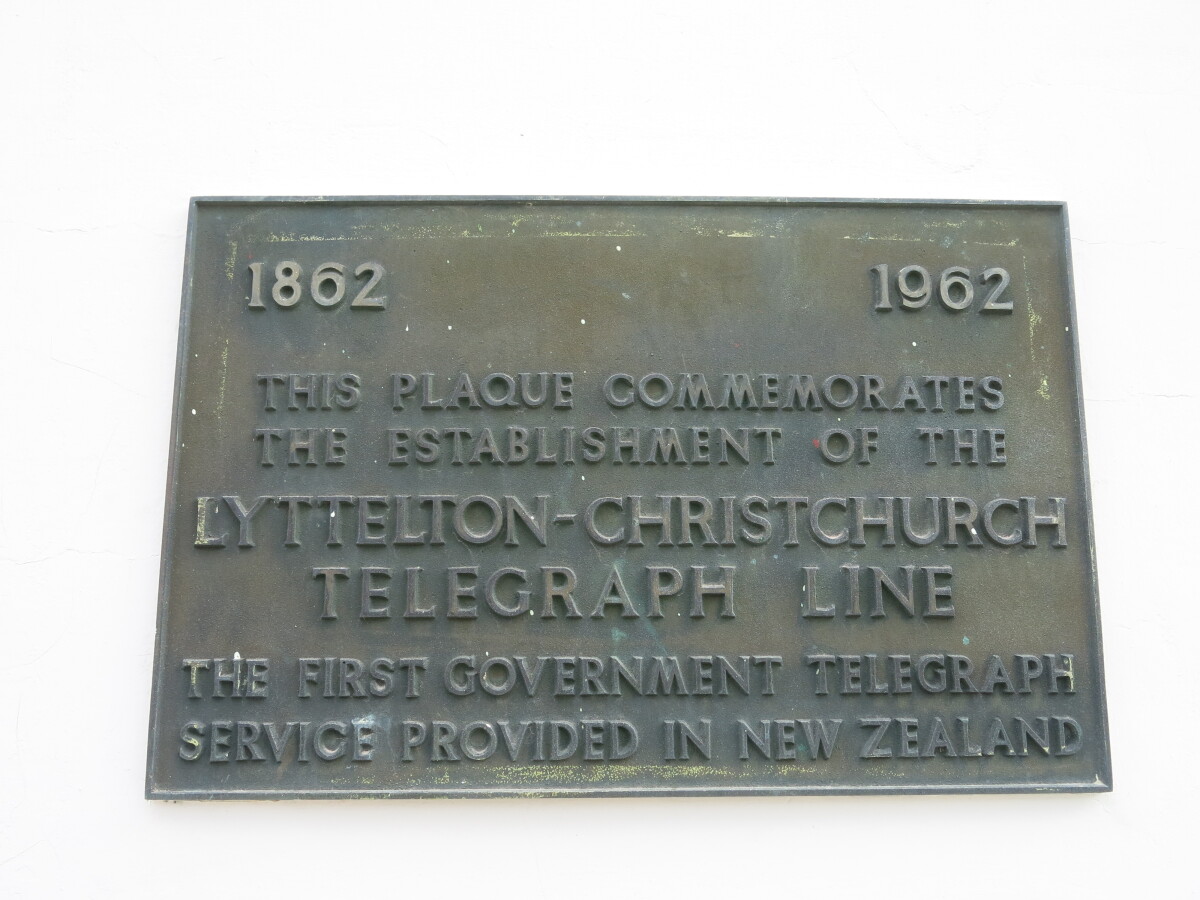 1862 1962
THIS PLAQUE COMMEMORATES
THE ESTABLISHMENT OF THE
LYTTELTON-CHRISTCHURCH
TELEGRAPH LINE
THE FIRST GOVERNMENT TELEGRAPH
SERVICE PROVIDED IN NEW ZEALAND